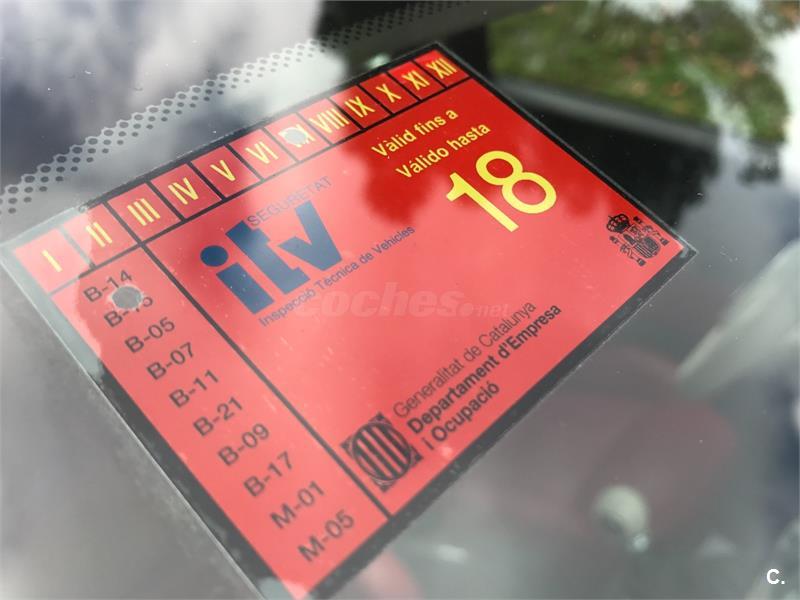 I II III IV V VI VIII IX X XI XII
Vàlid fins a
Válido hasta
18
SEGURETAT
itv
Inspecció Tècnica de Vehicles
B-14
B-05
B-07
B-11
B-21
B-09
B-17
M-01
M-05
Generalitat de Catalunya
Departament d'Empresa
i Ocupació
coches.net
C.